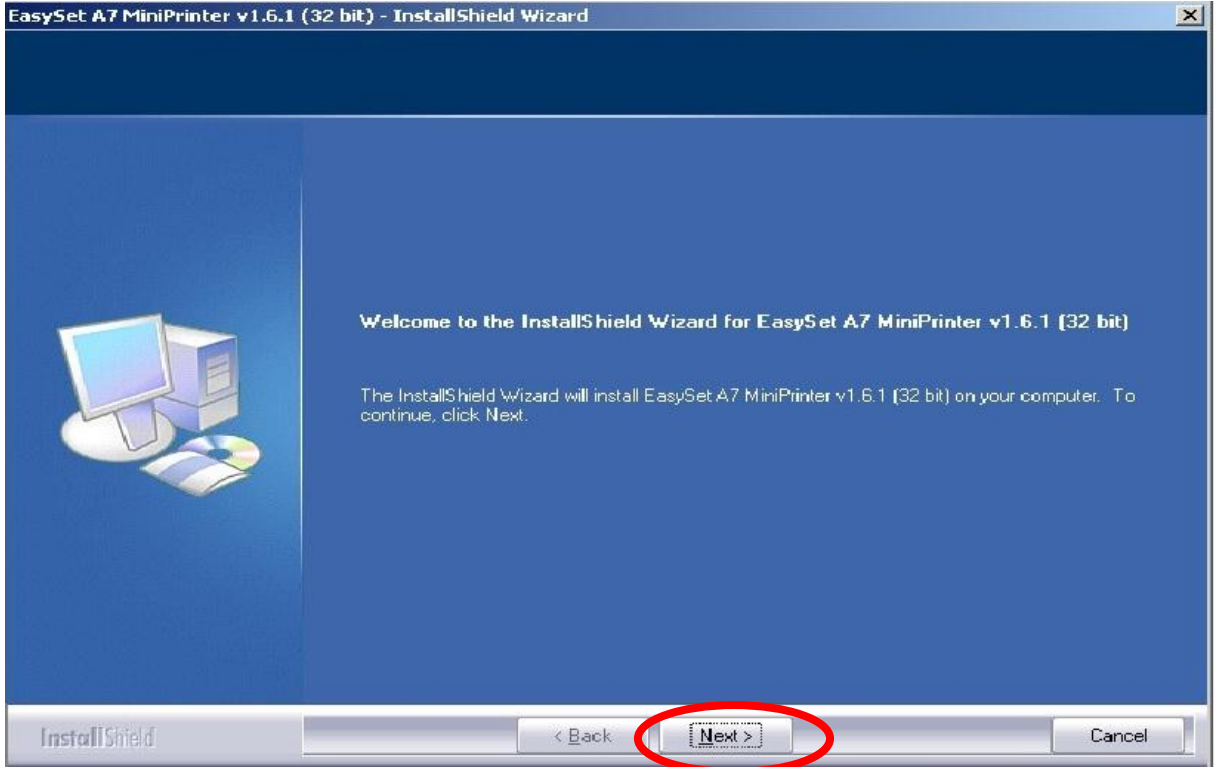 EasySet A7 MiniPrinter v1.6.1 (32 bit) - InstallShield Wizard
Welcome to the InstallShield Wizard for EasySet A7 MiniPrinter v1.6.1 (32 bit)
The InstallShield Wizard will install EasySet A7 MiniPrinter v1.6.1 (32 bit) on your computer. To
continue, click Next.
InstallShield
< Back
Next >
Cancel